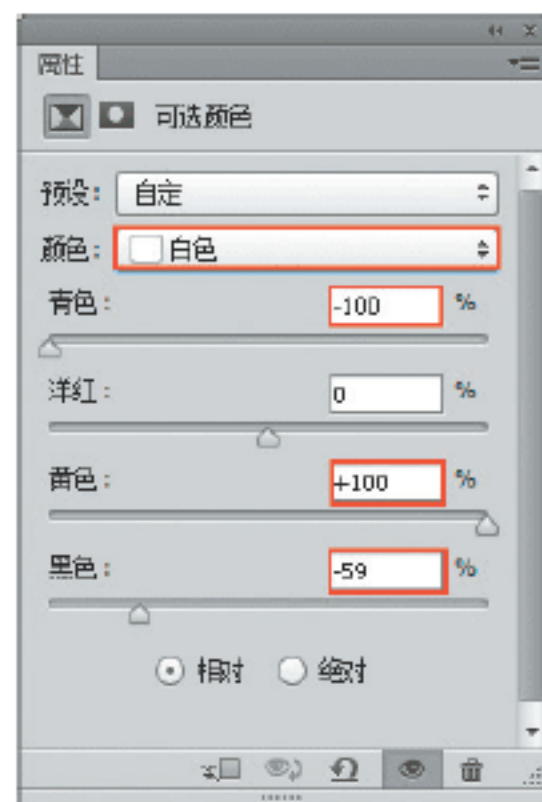 属性
可选颜色
预设: 自定
颜色: 白色
青色: -100 %
洋红: 0 %
黄色: +100 %
黑色: -59 %
相对 绝对